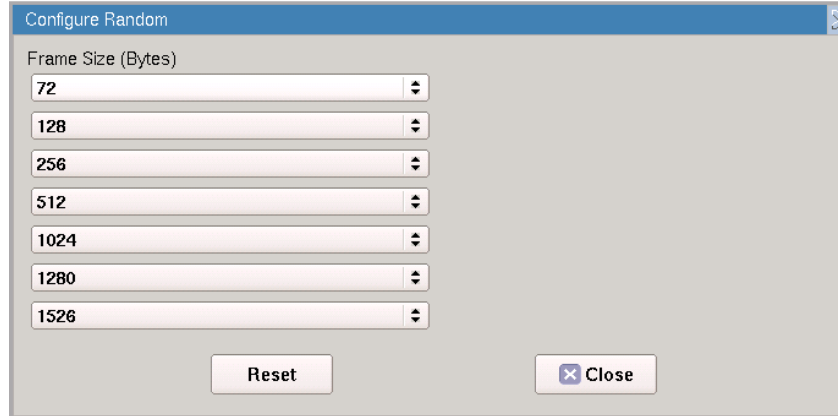 Configure Random
Frame Size (Bytes)
72
128
256
512
1024
1280
1526
Reset
Close